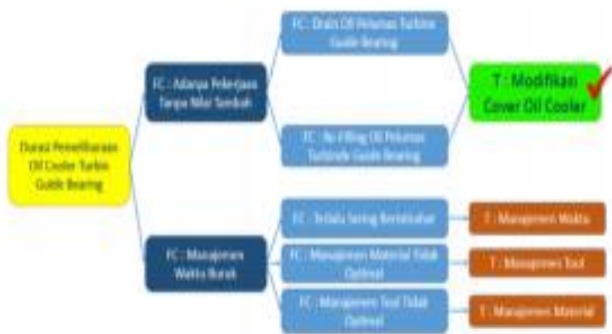 FC : Drain Oil Pelumas Turbine
Guide Bearing
FC : Adanya Pekerjaan
Tanpa Nilai Tambah
T : Modifikasi
Cover Oil Cooler
Durasi Pemeliharaan
Oil Cooler Turbin
Guide Bearing
FC : Re-Filling Oil Pelumas
Turbinde Guide Bearing
FC : Terlalu Sering Beristirahat
T : Manajemen Waktu
FC : Manajemen
Waktu Buruk
FC : Manajemen Material Tidak
Optimal
T : Manajemen Tool
FC : Manajemen Tool Tidak
Optimal
T : Manajemen Material